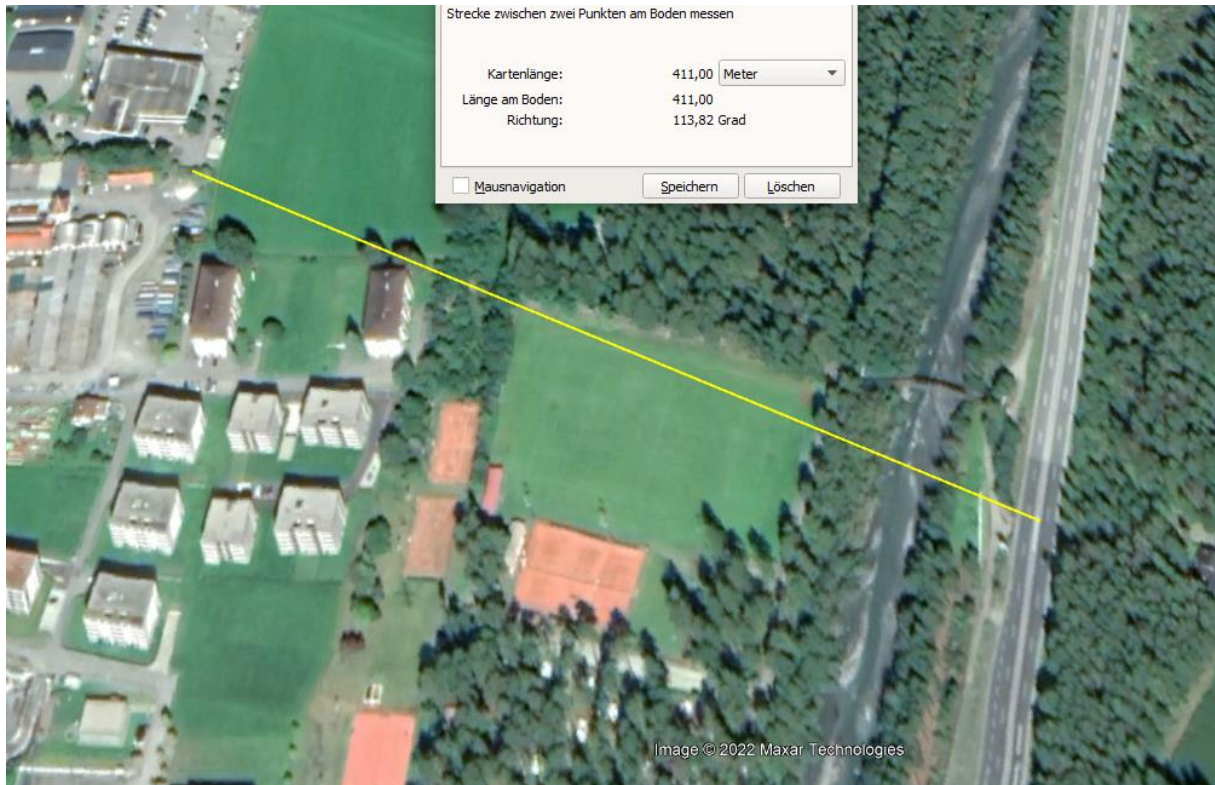 Strecke zwischen zwei Punkten am Boden messen
Kartenlänge: 411,00 Meter
Länge am Boden: 411,00
Richtung: 113,82 Grad
Mausnavigation Speichern Löschen
Image © 2022 Maxar Technologies